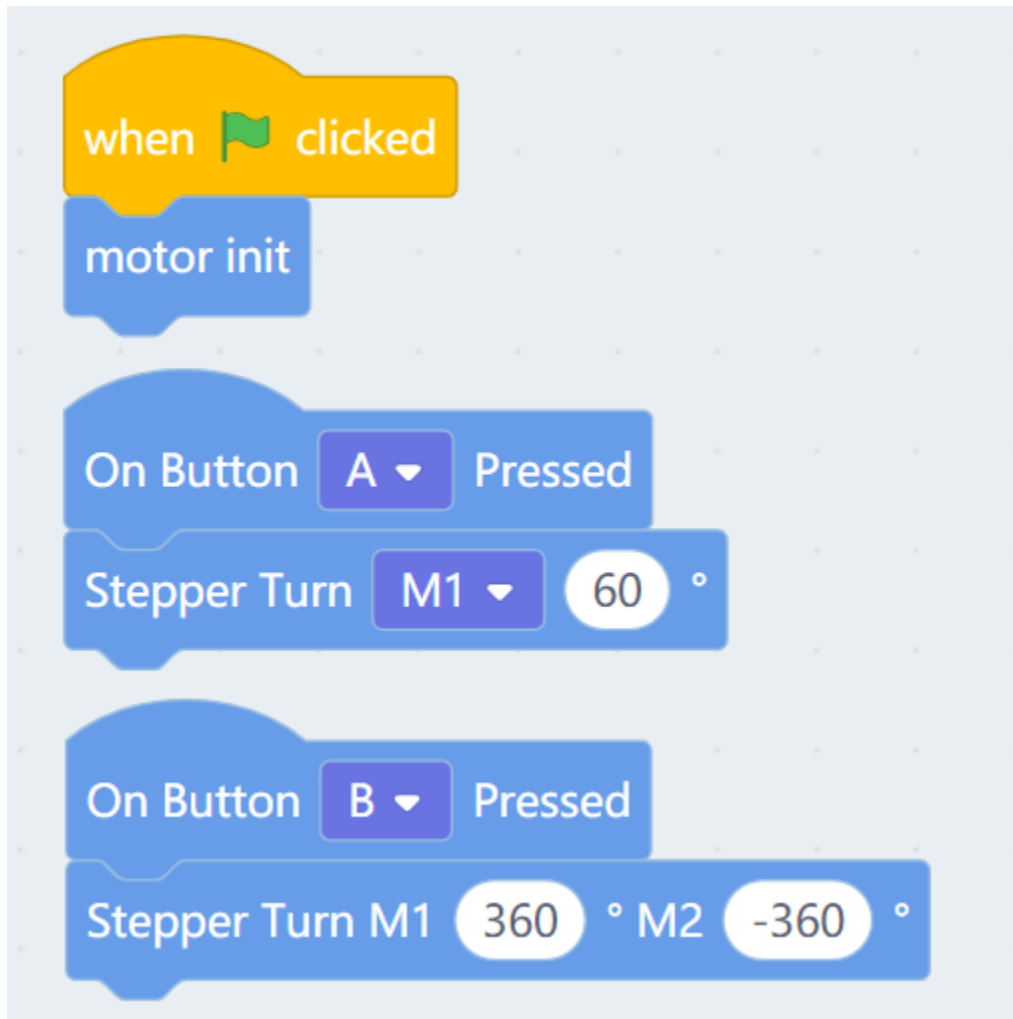 when clicked
motor init
On Button A Pressed
Stepper Turn M1 60 °
On Button B Pressed
Stepper Turn M1 360 ° M2 -360 °